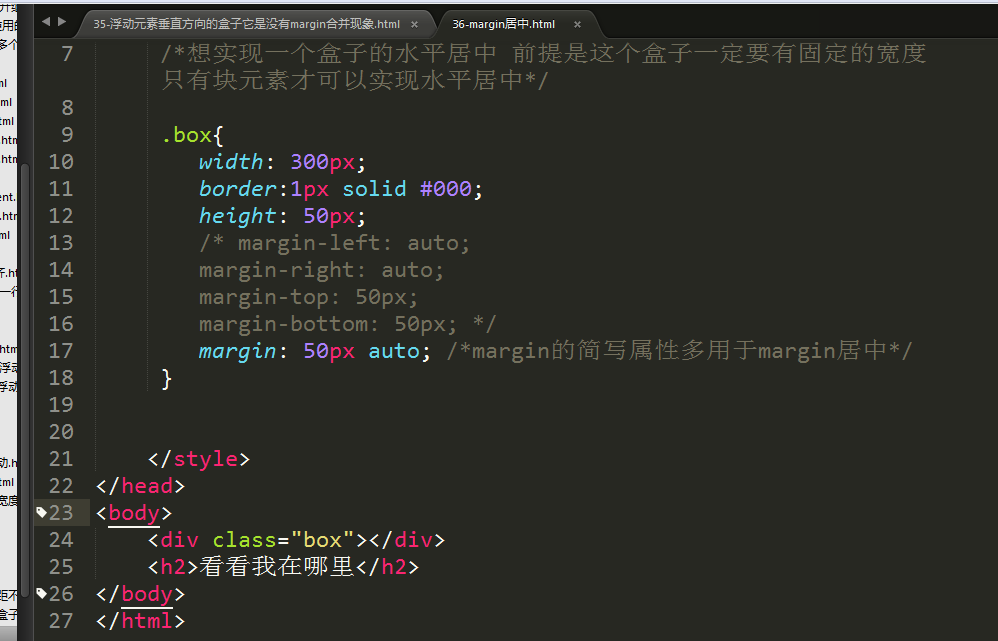 35-浮动元素垂直方向的盒子它是没有margin合并现象.html ×
36-margin居中.html ×
7 /*想实现一个盒子的水平居中 前提是这个盒子一定要有固定的宽度
只有块元素才可以实现水平居中*/
8
9 .box{
10 width: 300px;
11 border:1px solid #000;
12 height: 50px;
13 /* margin-left: auto;
14 margin-right: auto;
15 margin-top: 50px;
16 margin-bottom: 50px; */
17 margin: 50px auto; /*margin的简写属性多用于margin居中*/
18 }
19
20
21 </style>
22 </head>
23 <body>
24 <div class="box"></div>
25 <h2>看看我在哪里</h2>
26 </body>
27 </html>